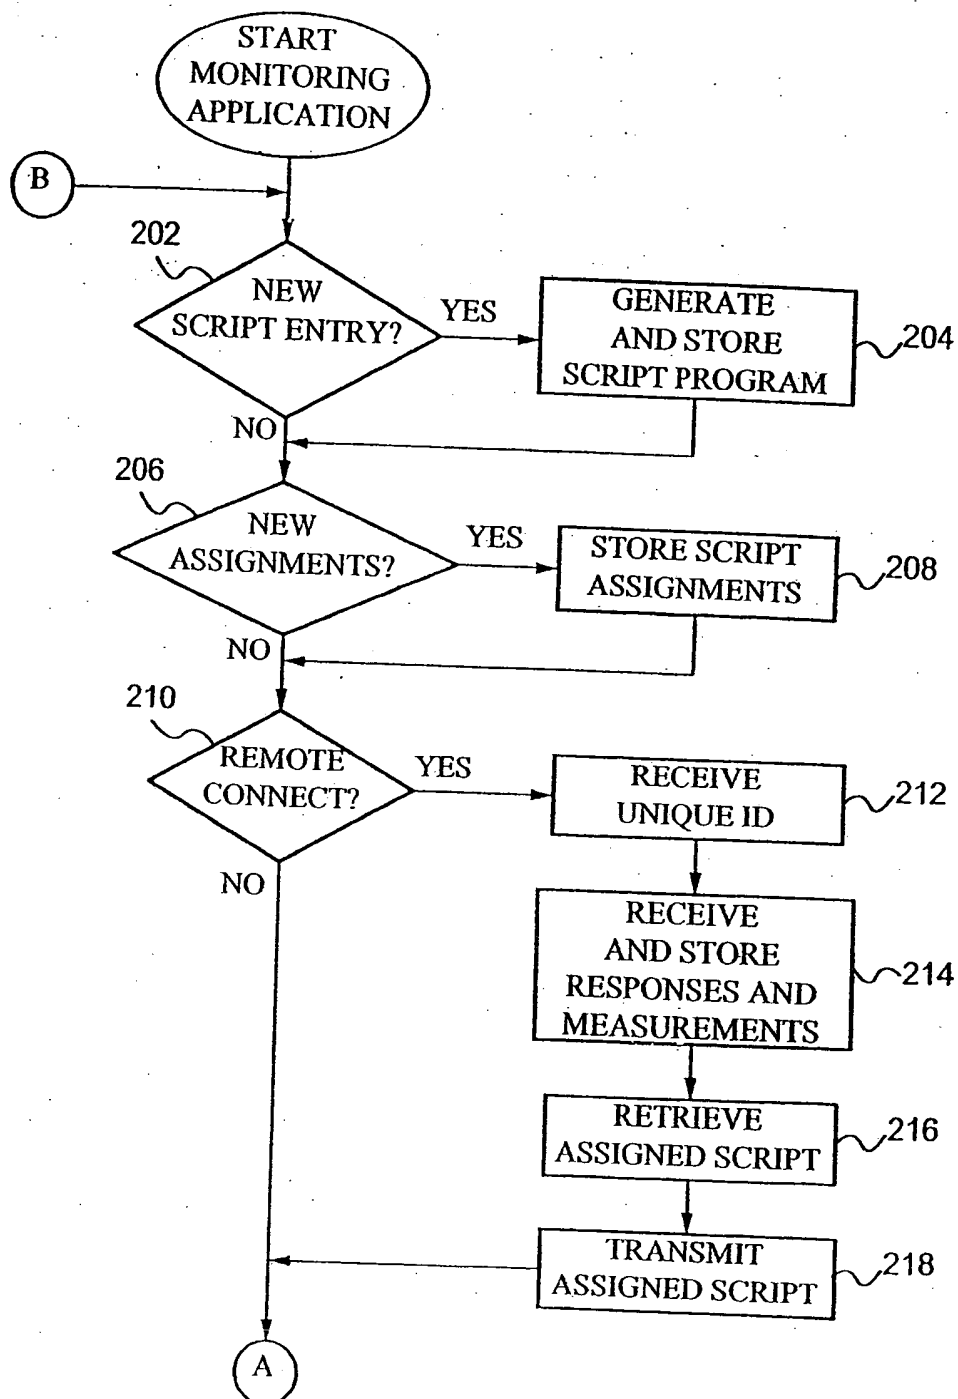 START
MONITORING
APPLICATION
B
202
NEW
SCRIPT ENTRY?
YES
GENERATE
AND STORE
SCRIPT PROGRAM
204
NO
206
NEW
ASSIGNMENTS?
YES
STORE SCRIPT
ASSIGNMENTS
208
NO
210
REMOTE
CONNECT?
YES
RECEIVE
UNIQUE ID
212
NO
RECEIVE
AND STORE
RESPONSES AND
MEASUREMENTS
214
RETRIEVE
ASSIGNED SCRIPT
216
TRANSMIT
ASSIGNED SCRIPT
218
A